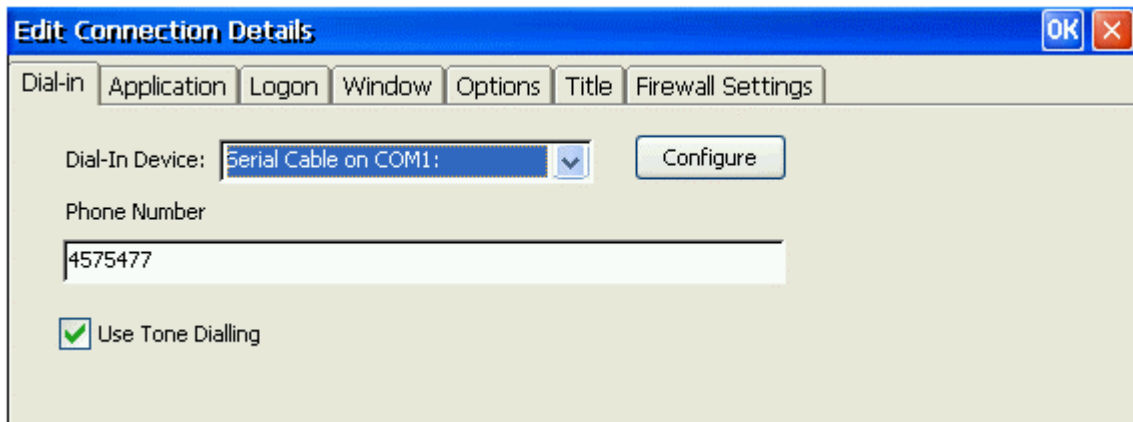 Edit Connection Details OK
Dial-in Application Logon Window Options Title Firewall Settings
Dial-In Device: Serial Cable on COM1: Configure
Phone Number
4575477
Use Tone Dialling